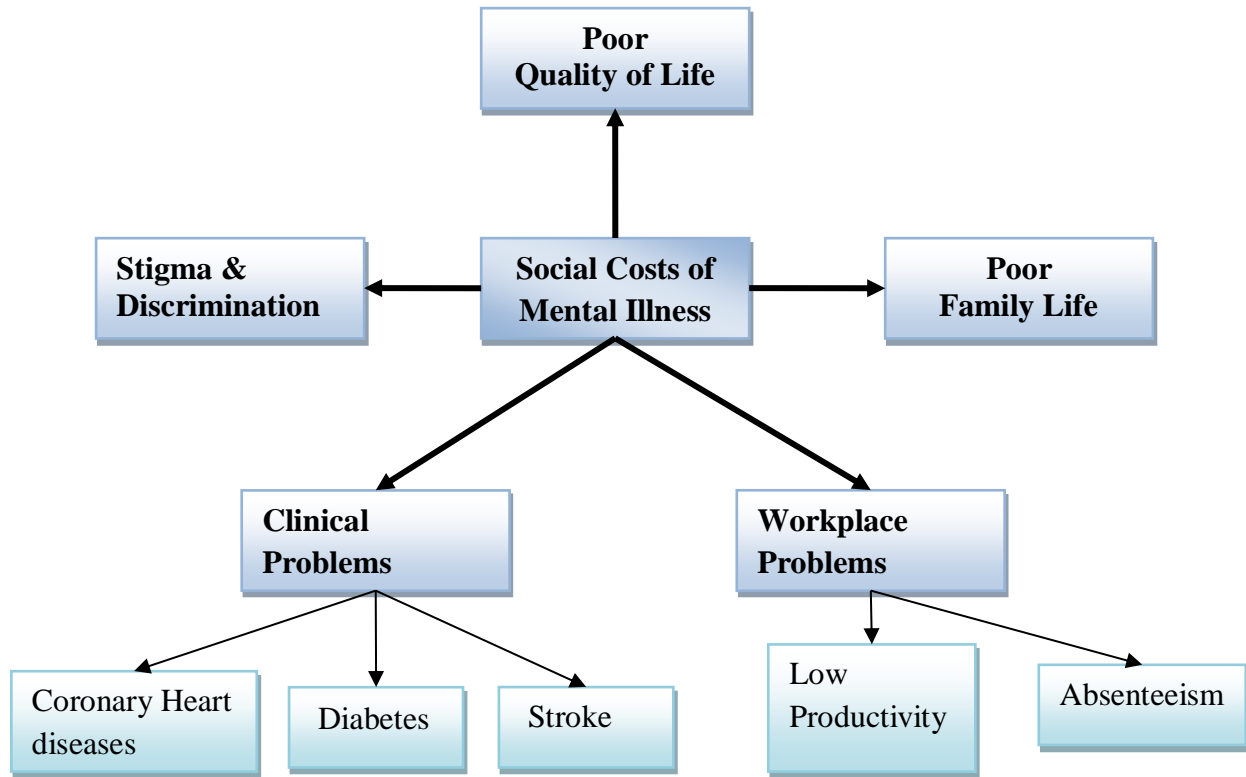 Poor
Quality of Life
Stigma &
Discrimination
Social Costs of
Mental Illness
Poor
Family Life
Clinical
Problems
Workplace
Problems
Coronary Heart
diseases
Diabetes
Stroke
Low
Productivity
Absenteeism